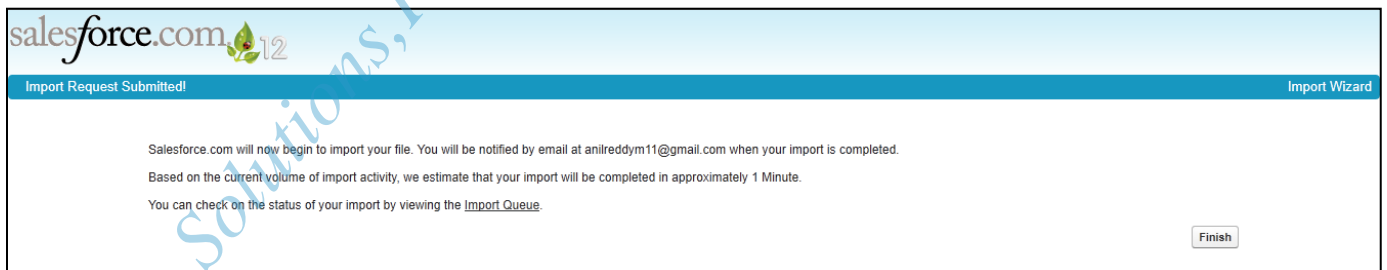 salesforce.com 12
Import Request Submitted! Import Wizard
Salesforce.com will now begin to import your file. You will be notified by email at anilreddym11@gmail.com when your import is completed.
Based on the current volume of import activity, we estimate that your import will be completed in approximately 1 Minute.
You can check on the status of your import by viewing the Import Queue.
Finish
Solutions,